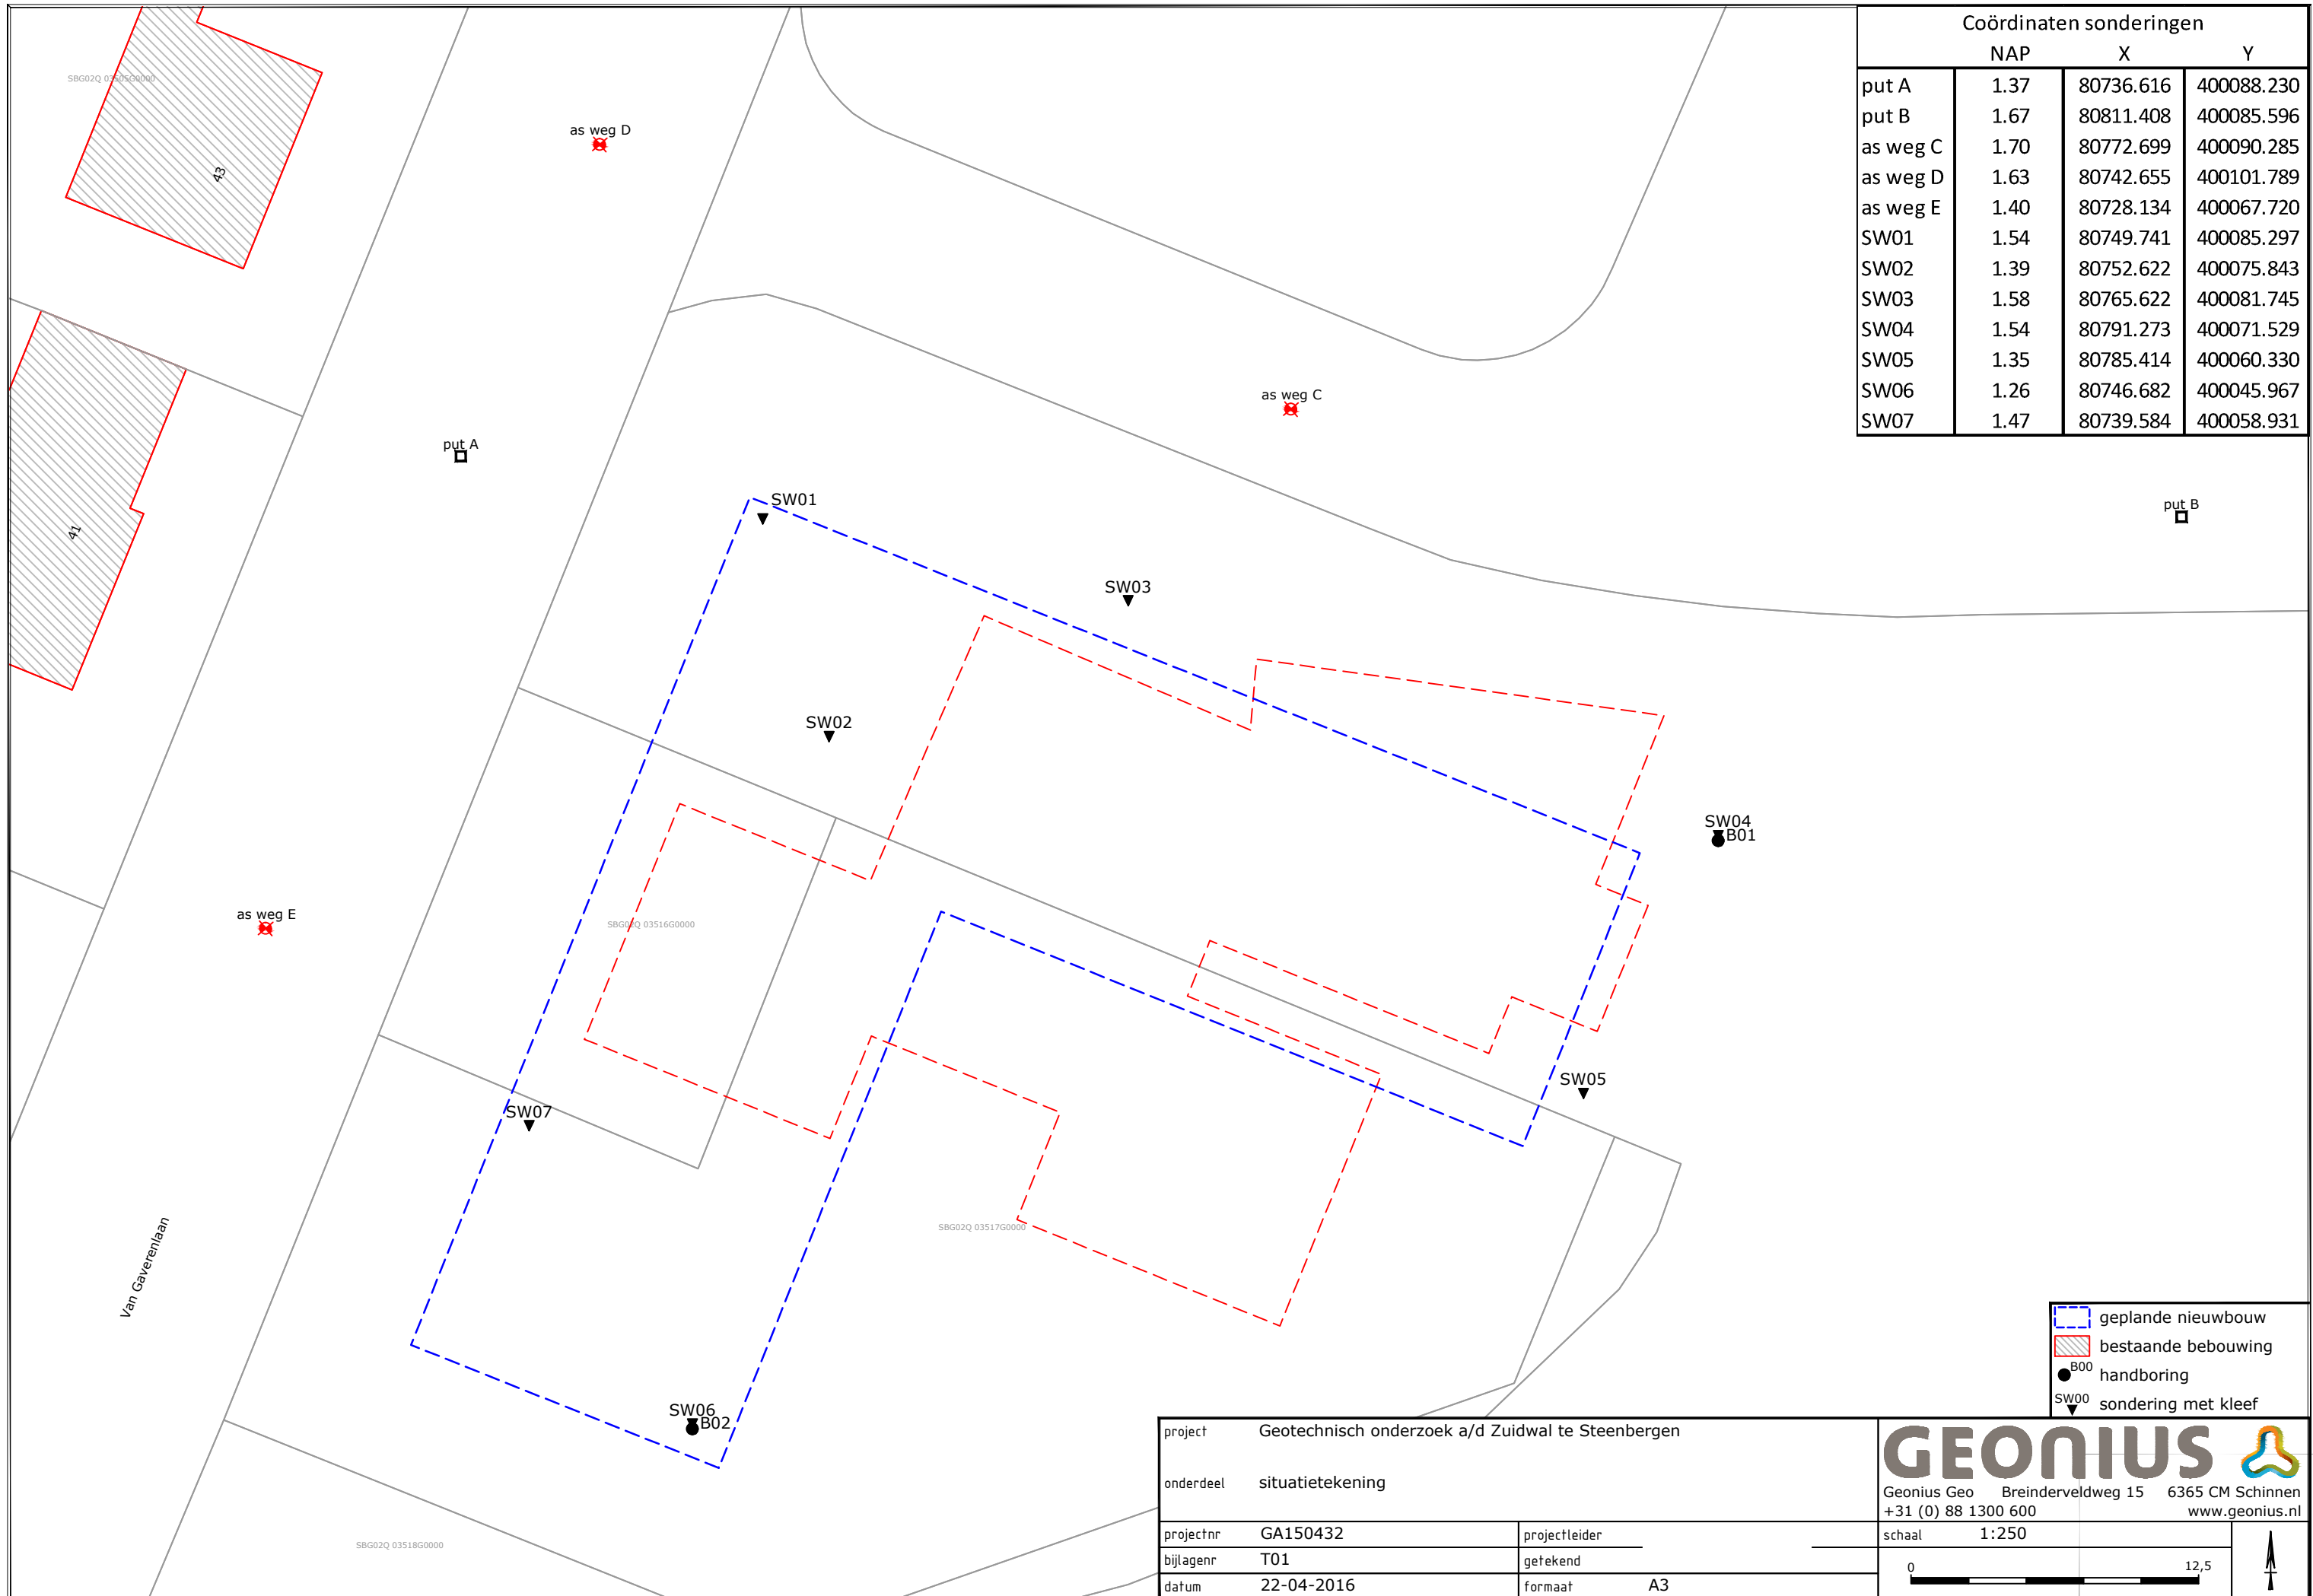 Coördinaten sonderingen
NAP X Y
put A 1.37 80736.616 400088.230
put B 1.67 80811.408 400085.596
as weg C 1.70 80772.699 400090.285
as weg D 1.63 80742.655 400101.789
as weg E 1.40 80728.134 400067.720
SW01 1.54 80749.741 400085.297
SW02 1.39 80752.622 400075.843
SW03 1.58 80765.622 400081.745
SW04 1.54 80791.273 400071.529
SW05 1.35 80785.414 400060.330
SW06 1.26 80746.682 400045.967
SW07 1.47 80739.584 400058.931
SBG02Q 03505G0000
43
as weg D
as weg C
put A
41
SW01
put B
SW03
SW02
SW04
B01
as weg E
SBG02Q 03516G0000
SW05
SW07
SBG02Q 03517G0000
Van Gaverenlaan
SW06
B02
SBG02Q 03518G0000
geplande nieuwbouw
bestaande bebouwing
B00 handboring
SW00 sondering met kleef
project Geotechnisch onderzoek a/d Zuidwal te Steenbergen
onderdeel situatietekening
projectnr GA150432 projectleider
bijlagenr T01 getekend
datum 22-04-2016 formaat A3
GEONIUS
Geonius Geo Breinderveldweg 15 6365 CM Schinnen
+31 (0) 88 1300 600 www.geonius.nl
schaal 1:250
0 12,5